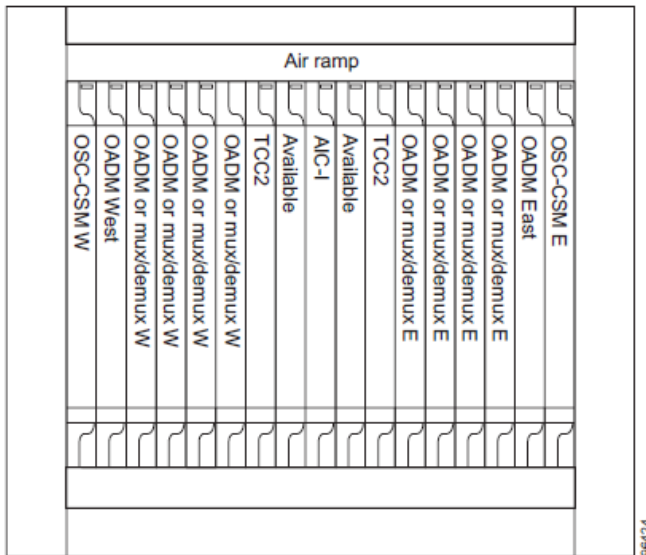 Air ramp
OSC-CSM W
OADM West
OADM or mux/demux W
OADM or mux/demux W
OADM or mux/demux W
OADM or mux/demux W
TCC2
Available
AIC-I
Available
TCC2
OADM or mux/demux E
OADM or mux/demux E
OADM or mux/demux E
OADM or mux/demux E
OADM East
OSC-CSM E